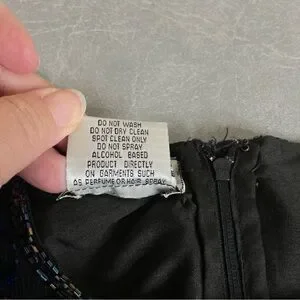 DO NOT WASH
DO NOT DRY CLEAN
SPOT CLEAN ONLY
DO NOT SPRAY
ALCOHOL BASED
PRODUCT DIRECTLY
ON GARMENTS SUCH
AS PERFUME OR HAIR SPRAY